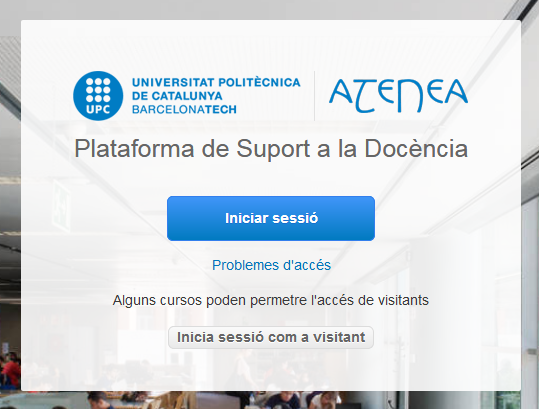 UNIVERSITAT POLITÈCNICA
DE CATALUNYA
BARCELONATECH
UPC
ATENEA
Plataforma de Suport a la Docència
Iniciar sessió
Problemes d'accés
Alguns cursos poden permetre l'accés de visitants
Inicia sessió com a visitant